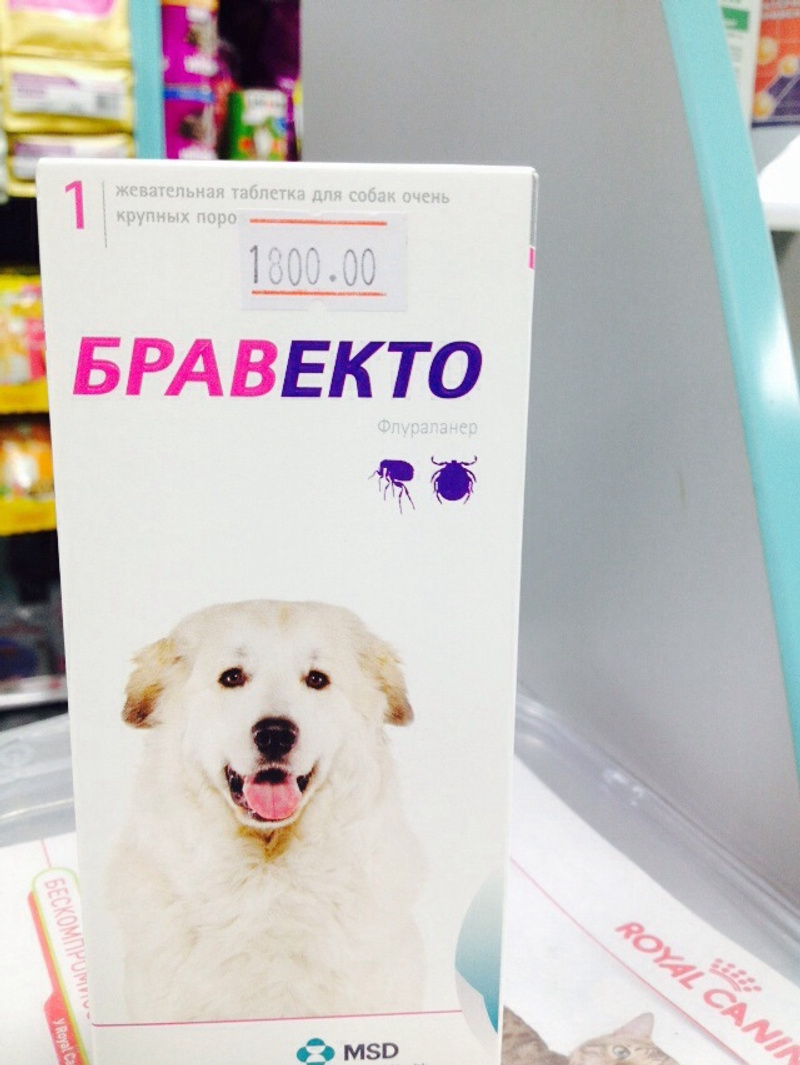 1
жевательная таблетка для собак очень
крупных поро
1800.00
БРАВЕКТО
Флураланер
MSD
ROYAL CANIN